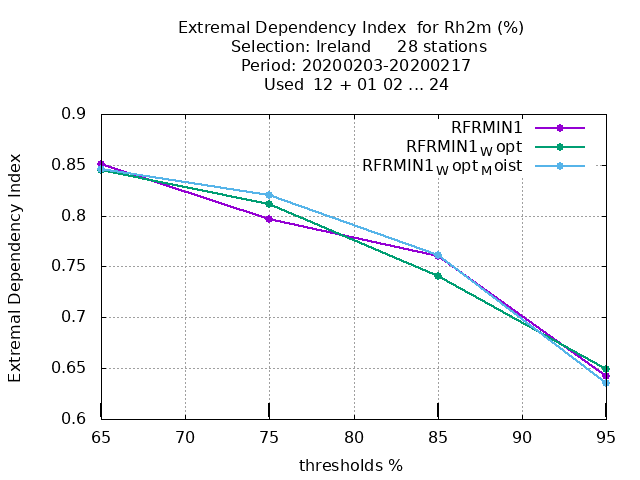 Extremal Dependency Index  for Rh2m (%)
Selection: Ireland     28 stations
Period: 20200203-20200217
Used  12 + 01 02 ... 24
RFRMIN1
RFRMIN1Wopt
RFRMIN1WoptMoist
Extremal Dependency Index
0.9
0.85
0.8
0.75
0.7
0.65
0.6
65 70 75 80 85 90 95
thresholds %